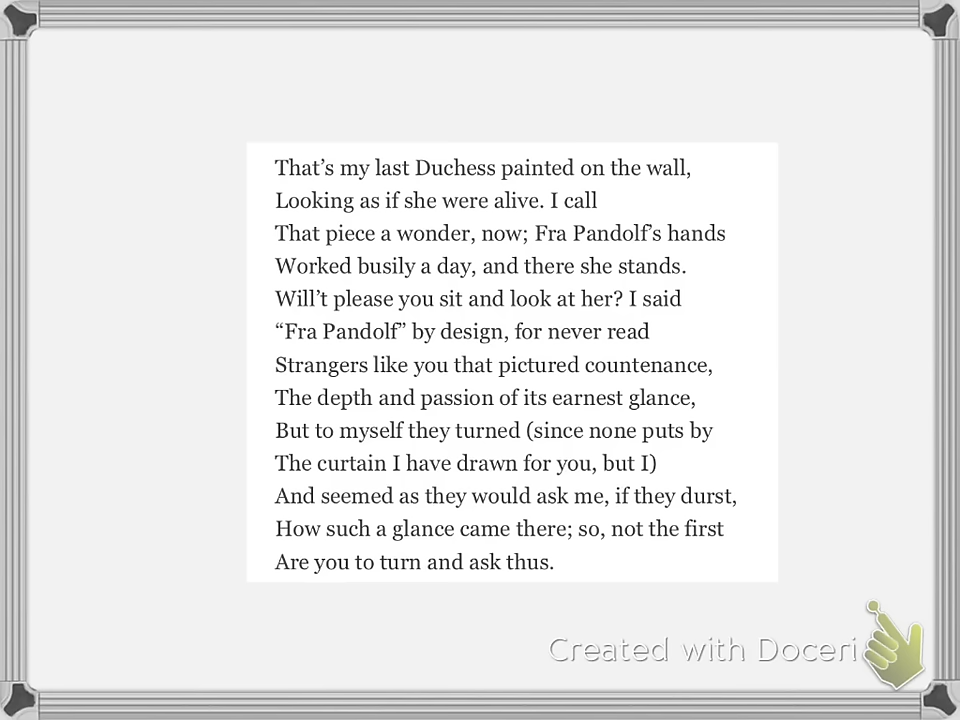 That’s my last Duchess painted on the wall,
Looking as if she were alive. I call
That piece a wonder, now; Fra Pandolf’s hands
Worked busily a day, and there she stands.
Will’t please you sit and look at her? I said
“Fra Pandolf” by design, for never read
Strangers like you that pictured countenance,
The depth and passion of its earnest glance,
But to myself they turned (since none puts by
The curtain I have drawn for you, but I)
And seemed as they would ask me, if they durst,
How such a glance came there; so, not the first
Are you to turn and ask thus.
Created with Doceri